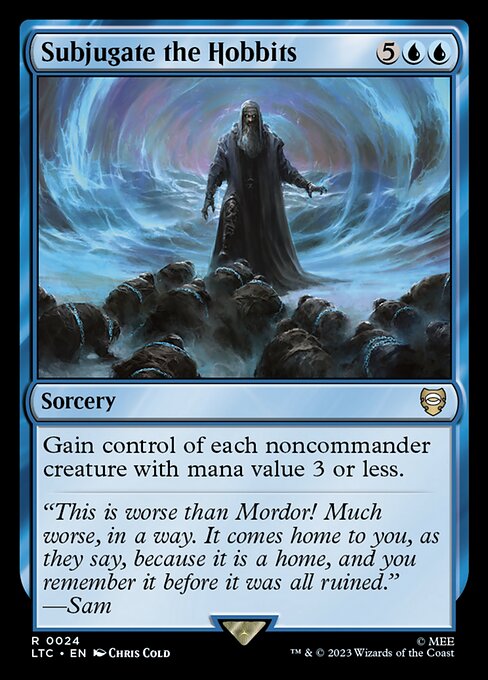 Subjugate the Hobbits 5
Sorcery
Gain control of each noncommander
creature with mana value 3 or less.
“This is worse than Mordor! Much
worse, in a way. It comes home to you, as
they say, because it is a home, and you
remember it before it was all ruined.”
—Sam
R 0024
LTC • EN Chris Cold
© MEE
™ & © 2023 Wizards of the Coast